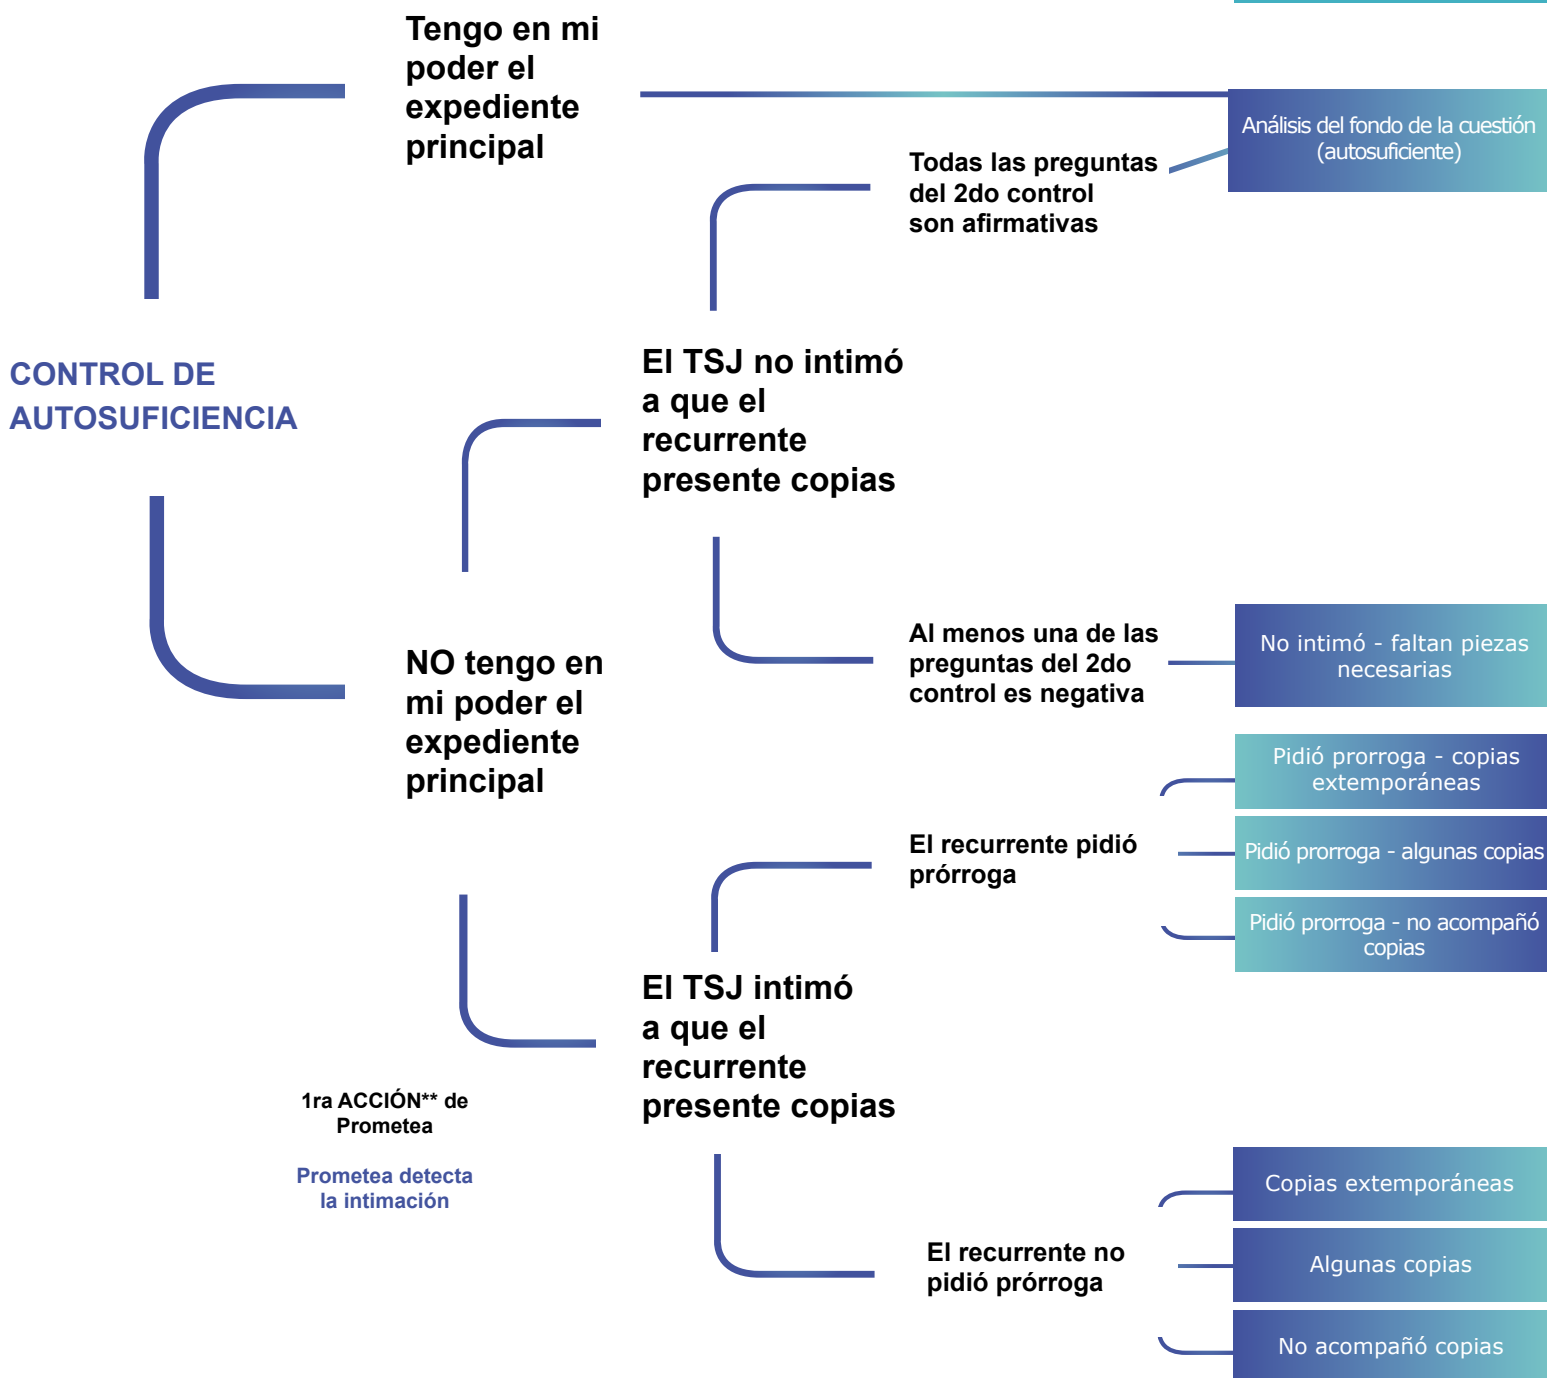 Tengo en mi
poder el
expediente
principal
Análisis del fondo de la cuestión
(autosuficiente)
Todas las preguntas
del 2do control
son afirmativas
CONTROL DE
AUTOSUFICIENCIA
El TSJ no intimó
a que el
recurrente
presente copias
NO tengo en
mi poder el
expediente
principal
Al menos una de las
preguntas del 2do
control es negativa
No intimó - faltan piezas
necesarias
Pidió prorroga - copias
extemporáneas
El recurrente pidió
prórroga
Pidió prorroga - algunas copias
Pidió prorroga - no acompañó
copias
El TSJ intimó
a que el
recurrente
presente copias
1ra ACCIÓN** de
Prometea
Prometea detecta
la intimación
Copias extemporáneas
El recurrente no
pidió prórroga
Algunas copias
No acompañó copias